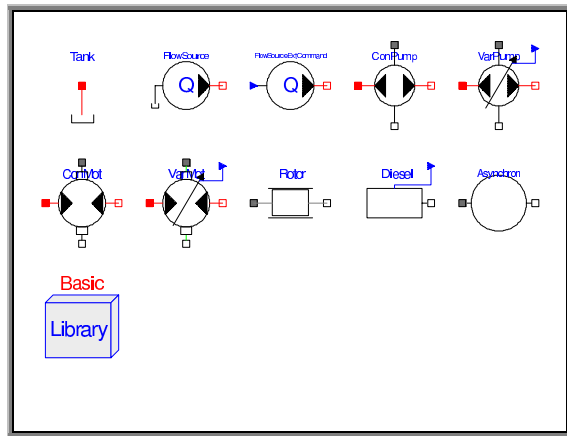 Tank FlowSource FlowSourceExtCommand ConPump VarPump
Q Q
ConMot VarMot Rotor Diesel Asynchron
Basic
Library